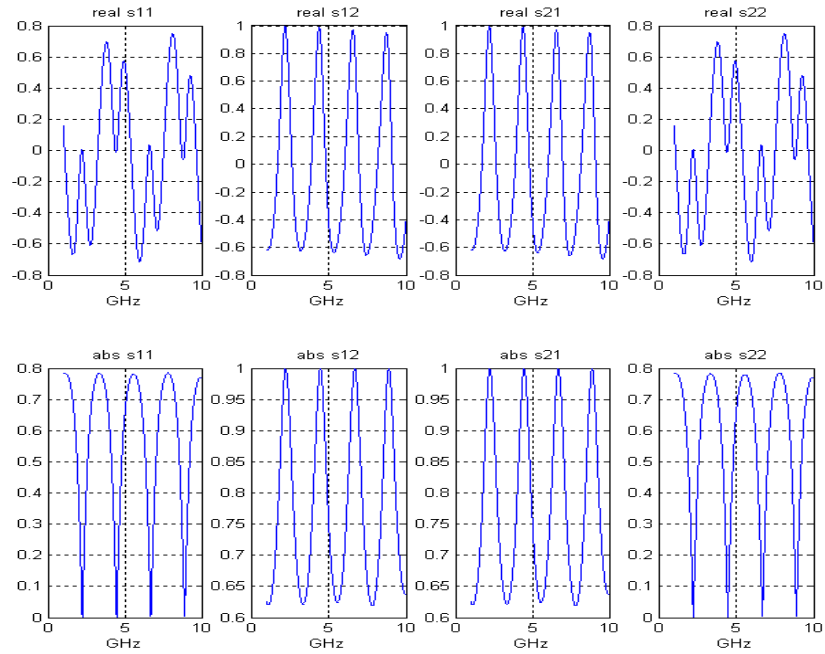 real s11 real s12 real s21 real s22
0.8 1 1 0.8
0.6 0.8 0.8 0.6
0.4 0.6 0.6 0.4
0.2 0.4 0.4 0.2
0 0.2 0.2 0
-0.2 0 0 -0.2
-0.4 -0.2 -0.2 -0.4
-0.6 -0.4 -0.4 -0.6
-0.8 -0.6 -0.6 -0.8
-0.8 -0.8
0 5 10 0 5 10 0 5 10 0 5 10
GHz GHz GHz GHz
abs s11 abs s12 abs s21 abs s22
0.8 1 1 0.8
0.7 0.95 0.95 0.7
0.6 0.9 0.9 0.6
0.5 0.85 0.85 0.5
0.4 0.8 0.8 0.4
0.3 0.75 0.75 0.3
0.2 0.7 0.7 0.2
0.1 0.65 0.65 0.1
0 0.6 0.6 0
0 5 10 0 5 10 0 5 10 0 5 10
GHz GHz GHz GHz